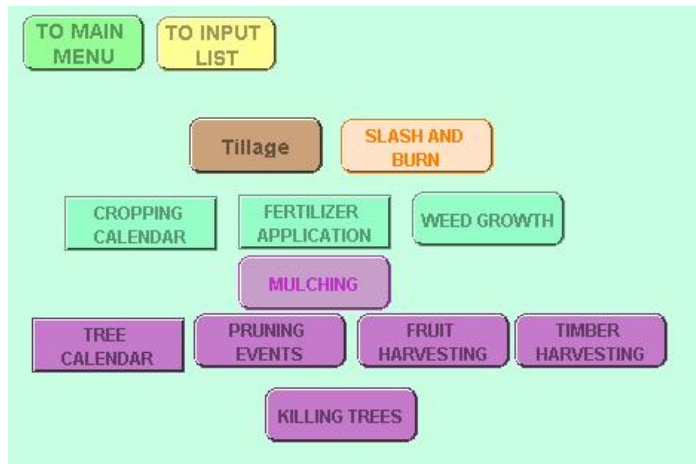 TO MAIN
MENU
TO INPUT
LIST
Tillage
SLASH AND
BURN
CROPPING
CALENDAR
FERTILIZER
APPLICATION
WEED GROWTH
MULCHING
TREE
CALENDAR
PRUNING
EVENTS
FRUIT
HARVESTING
TIMBER
HARVESTING
KILLING TREES